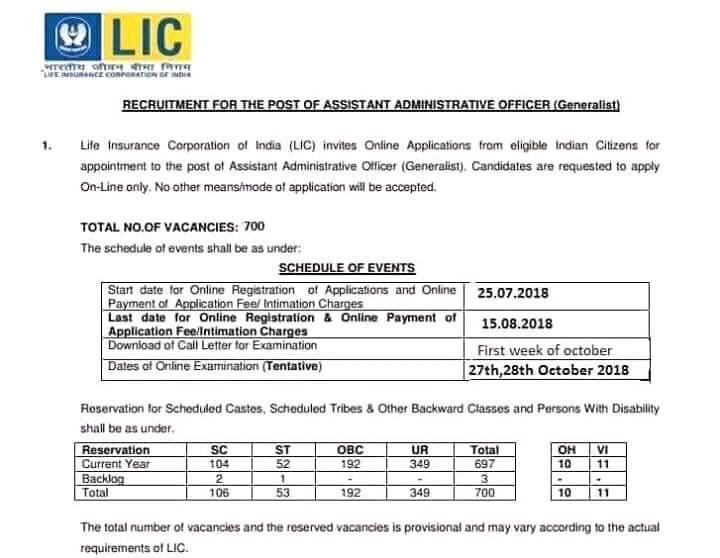 LIC
भारतीय जीवन बीमा निगम
LIFE INSURANCE CORPORATION OF INDIA
RECRUITMENT FOR THE POST OF ASSISTANT ADMINISTRATIVE OFFICER (Generalist)
1. Life Insurance Corporation of India (LIC) invites Online Applications from eligible Indian Citizens for
appointment to the post of Assistant Administrative Officer (Generalist). Candidates are requested to apply
On-Line only. No other means/mode of application will be accepted.
TOTAL NO.OF VACANCIES: 700
The schedule of events shall be as under:
SCHEDULE OF EVENTS
Start date for Online Registration of Applications and Online
Payment of Application Fee/ Intimation Charges 25.07.2018
Last date for Online Registration & Online Payment of
Application Fee/Intimation Charges 15.08.2018
Download of Call Letter for Examination First week of october
Dates of Online Examination (Tentative) 27th,28th October 2018
Reservation for Scheduled Castes, Scheduled Tribes & Other Backward Classes and Persons With Disability
shall be as under.
Reservation SC ST OBC UR Total OH VI
Current Year 104 52 192 349 697 10 11
Backlog 2 1 - - 3 - -
Total 106 53 192 349 700 10 11
The total number of vacancies and the reserved vacancies is provisional and may vary according to the actual
requirements of LIC.